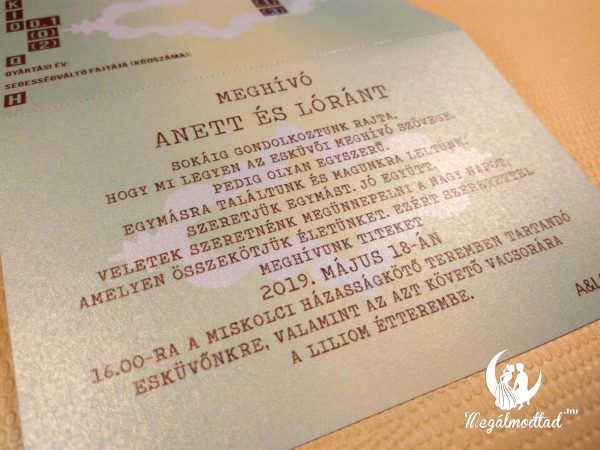 KIO
0.1
(0)
(2)
GYÁRTÁSI ÉV:
SEBESSÉGVÁLTÓ FAJTÁJA (KÓDSZÁMA):
H
MEGHÍVÓ
ANETT ÉS LÓRÁNT
SOKÁIG GONDOLKOZTUNK RAJTA,
HOGY MI LEGYEN AZ ESKÜVŐI MEGHÍVÓ SZÖVEGE,
PEDIG OLYAN EGYSZERŰ.
EGYMÁSRA TALÁLTUNK ÉS MAGUNKRA LELTÜNK.
SZERETJÜK EGYMÁST. JÓ EGYÜTT.
VELETEK SZERETNÉNK MEGÜNNEPELNI A NAGY NAPOT,
AMELYEN ÖSSZEKÖTJÜK ÉLETÜNKET. EZÉRT SZERETETTEL
MEGHÍVUNK TITEKET
2019. MÁJUS 18-ÁN
16.00-RA A MISKOLCI HÁZASSÁGKÖTŐ TEREMBEN TARTANDÓ
ESKÜVŐNKRE, VALAMINT AZ AZT KÖVETŐ VACSORÁRA
A LILIOM ÉTTEREMBE.
Megálmodtad.hu